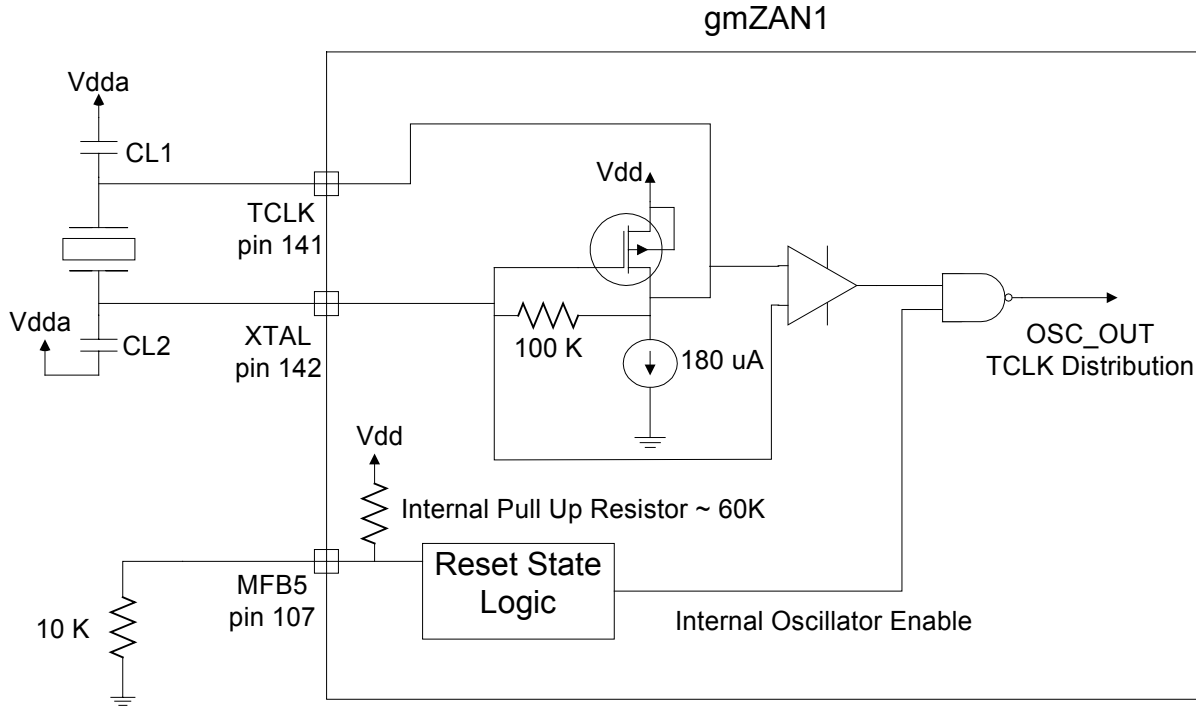 gmZAN1
Vdda
CL1
TCLK
pin 141
Vdd
Vdda
CL2
XTAL
pin 142
100 K
180 uA
OSC_OUT
TCLK Distribution
Vdd
Internal Pull Up Resistor ~ 60K
MFB5
pin 107
Reset State
Logic
10 K
Internal Oscillator Enable